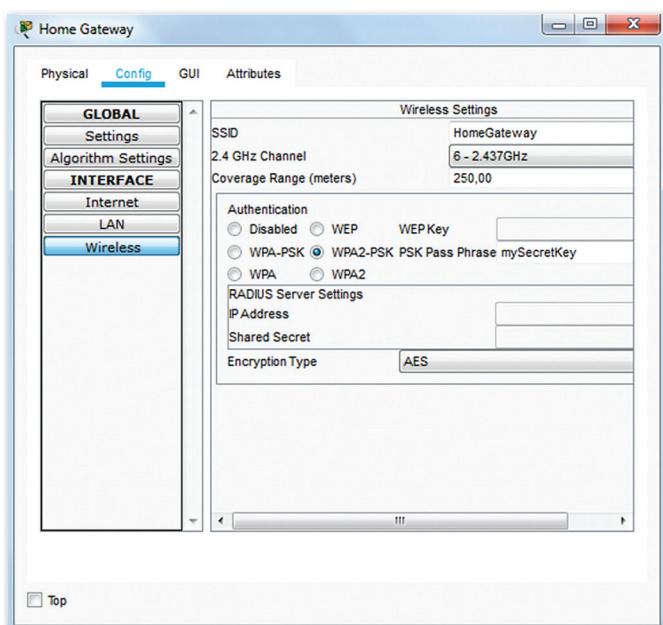 Home Gateway
Physical Config GUI Attributes
GLOBAL
Settings
Algorithm Settings
INTERFACE
Internet
LAN
Wireless
Wireless Settings
SSID HomeGateway
2.4 GHz Channel 6 - 2.437GHz
Coverage Range (meters) 250,00
Authentication
Disabled WEP WEP Key
WPA-PSK WPA2-PSK PSK Pass Phrase mySecretKey
WPA WPA2
RADIUS Server Settings
IP Address
Shared Secret
Encryption Type AES
Top